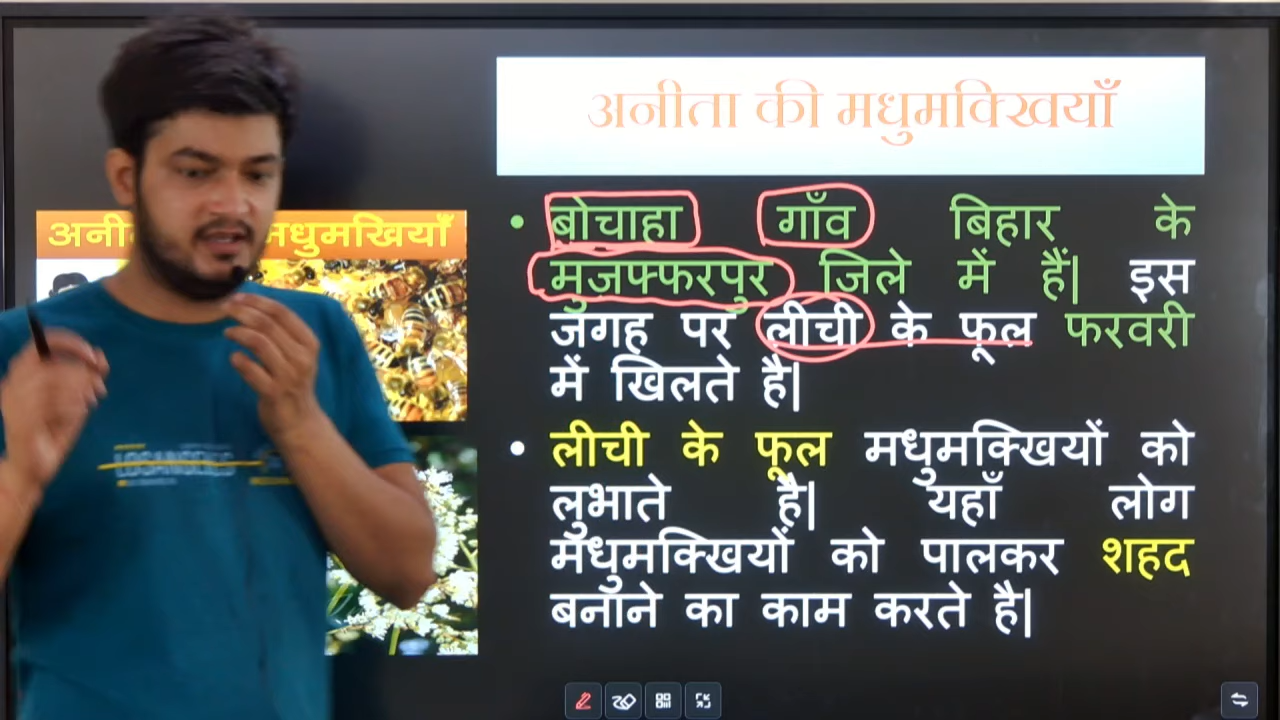 अनीता की मधुमक्खियाँ
बोचाहा गाँव बिहार के
मुजफ्फरपुर जिले में हैं| इस
जगह पर लीची के फूल फरवरी
में खिलते है|
लीची के फूल मधुमक्खियों को
लुभाते है| यहाँ लोग
मधुमक्खियों को पालकर शहद
बनाने का काम करते है|
मधुमखियाँ